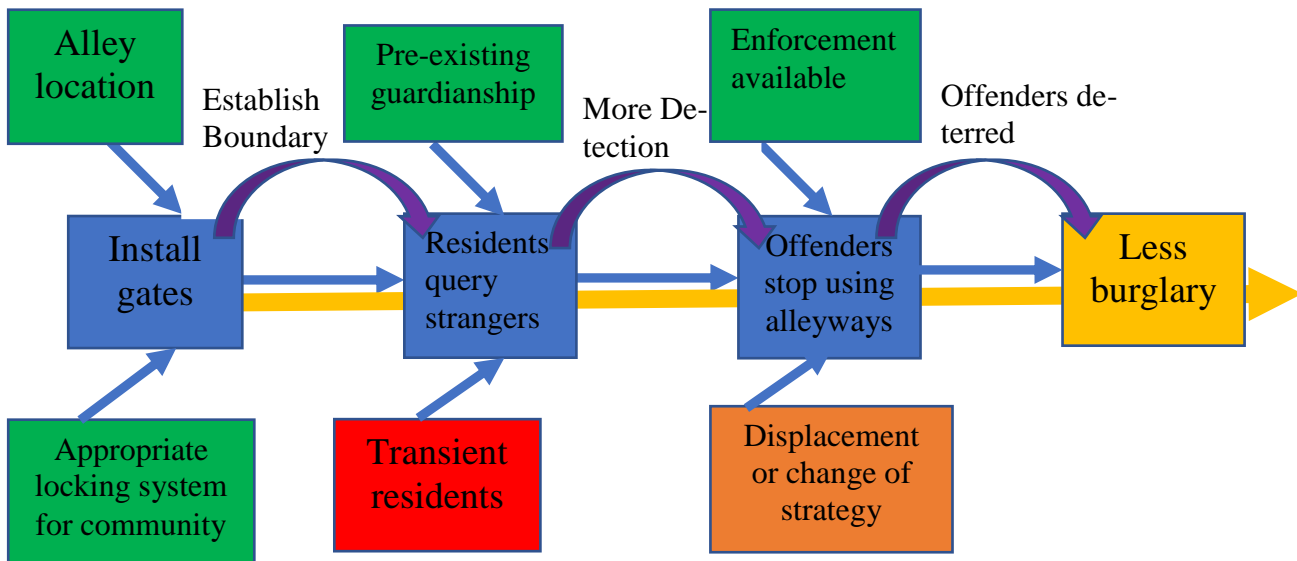 Alley
location
Establish
Boundary
Pre-existing
guardianship
More De-
tection
Enforcement
available
Offenders de-
terred
Install
gates
Residents
query
strangers
Offenders
stop using
alleyways
Less
burglary
Appropriate
locking system
for community
Transient
residents
Displacement
or change of
strategy